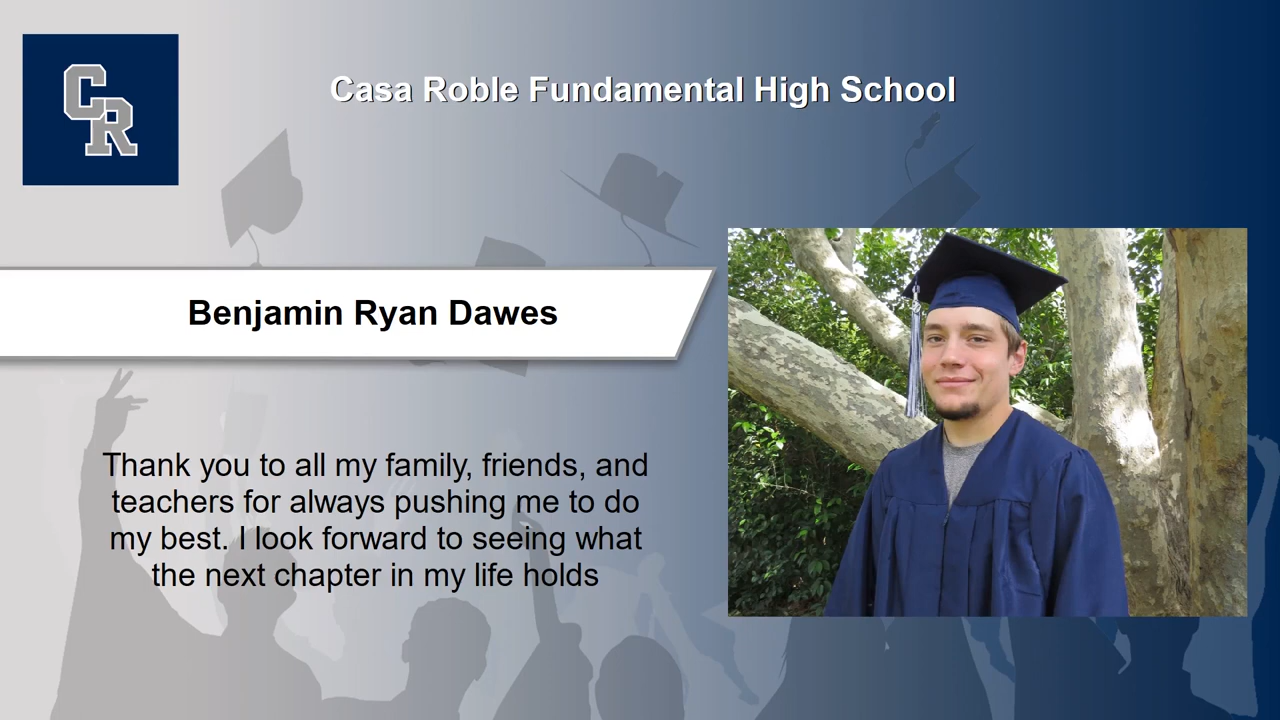 CR
Casa Roble Fundamental High School
Benjamin Ryan Dawes
Thank you to all my family, friends, and
teachers for always pushing me to do
my best. I look forward to seeing what
the next chapter in my life holds